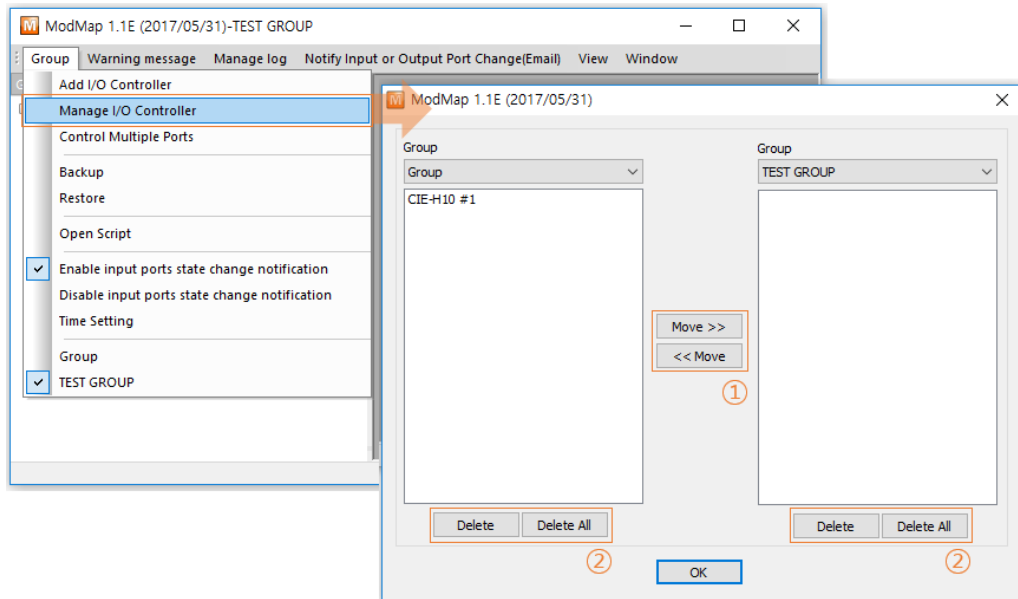 M ModMap 1.1E (2017/05/31)-TEST GROUP
Group Warning message Manage log Notify Input or Output Port Change(Email) View Window
Add I/O Controller
Manage I/O Controller
Control Multiple Ports
Backup
Restore
Open Script
Enable input ports state change notification
Disable input ports state change notification
Time Setting
Group
TEST GROUP
M ModMap 1.1E (2017/05/31)
Group
Group
CIE-H10 #1
Delete Delete All
②
Move >>
<< Move
①
Group
TEST GROUP
Delete Delete All
②
OK